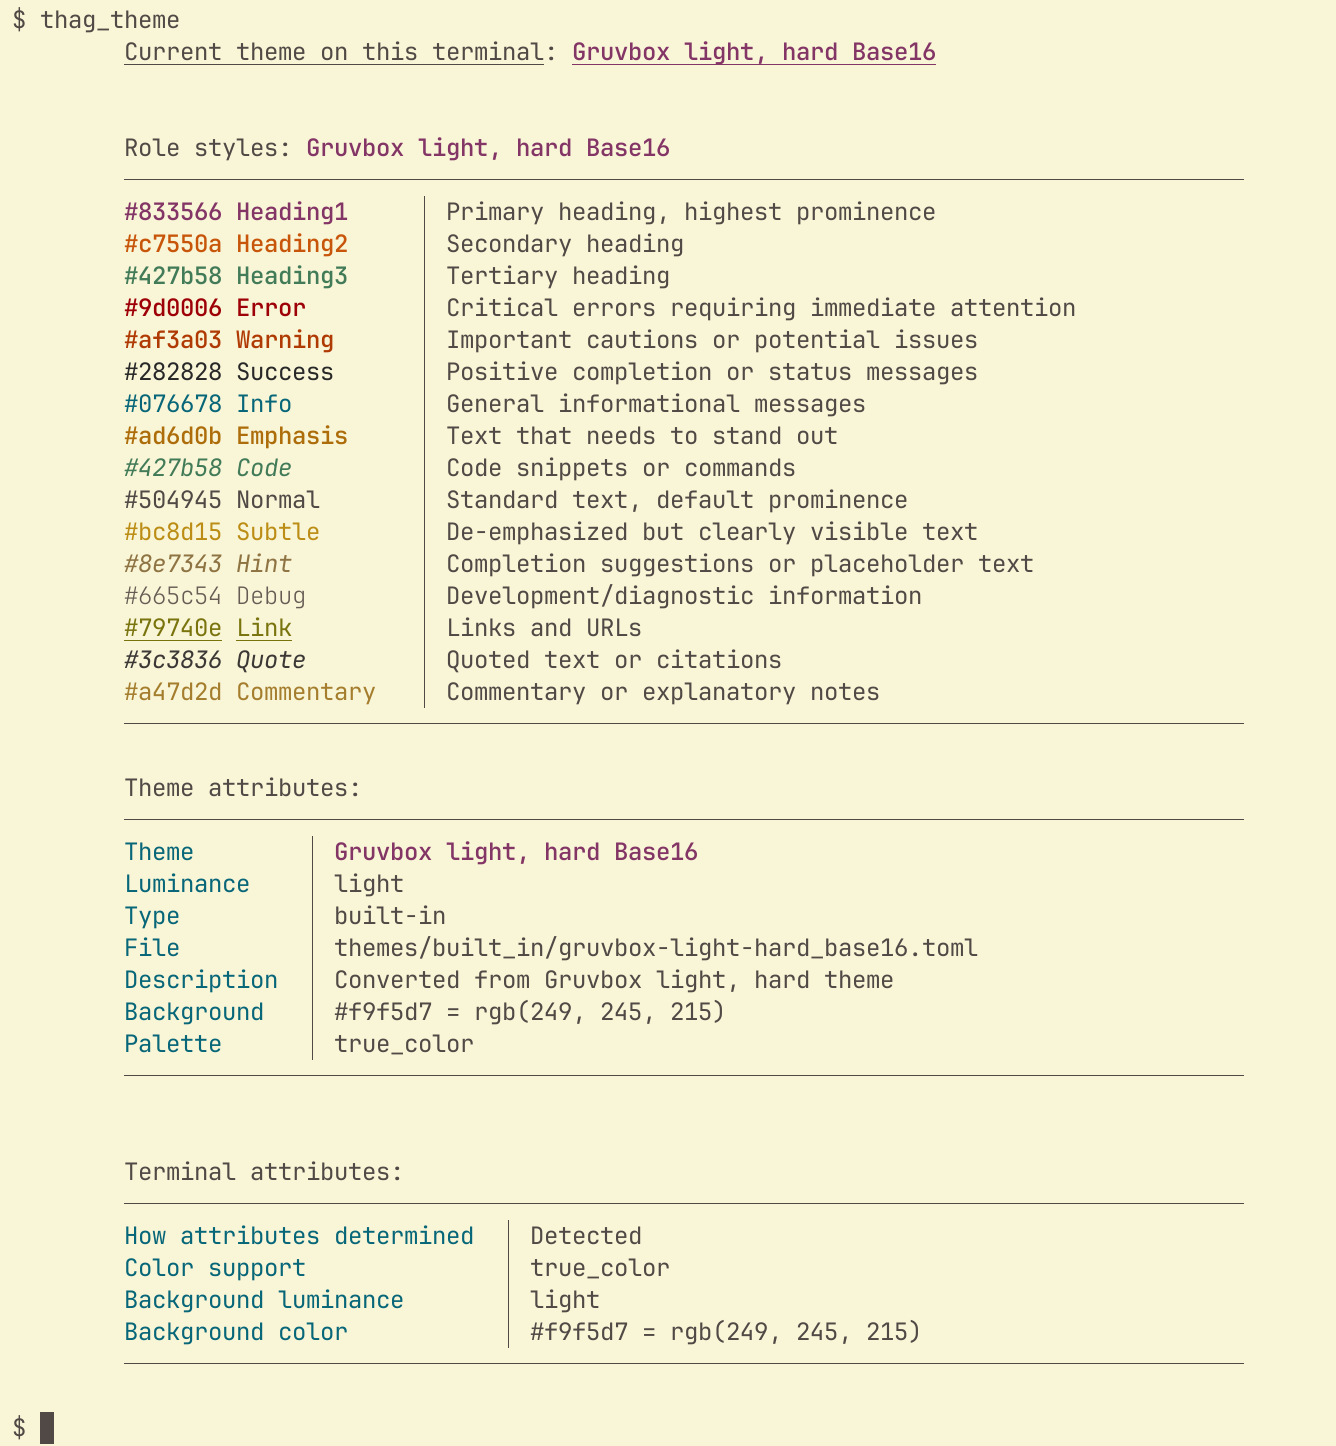 $ thag_theme
Current theme on this terminal: Gruvbox light, hard Base16
Role styles: Gruvbox light, hard Base16
#833566 Heading1 Primary heading, highest prominence
#c7550a Heading2 Secondary heading
#427b58 Heading3 Tertiary heading
#9d0006 Error Critical errors requiring immediate attention
#af3a03 Warning Important cautions or potential issues
#282828 Success Positive completion or status messages
#076678 Info General informational messages
#ad6d0b Emphasis Text that needs to stand out
#427b58 Code Code snippets or commands
#504945 Normal Standard text, default prominence
#bc8d15 Subtle De-emphasized but clearly visible text
#8e7343 Hint Completion suggestions or placeholder text
#665c54 Debug Development/diagnostic information
#79740e Link Links and URLs
#3c3836 Quote Quoted text or citations
#a47d2d Commentary Commentary or explanatory notes
Theme attributes:
Theme Gruvbox light, hard Base16
Luminance light
Type built-in
File themes/built_in/gruvbox-light-hard_base16.toml
Description Converted from Gruvbox light, hard theme
Background #f9f5d7 = rgb(249, 245, 215)
Palette true_color
Terminal attributes:
How attributes determined Detected
Color support true_color
Background luminance light
Background color #f9f5d7 = rgb(249, 245, 215)
$